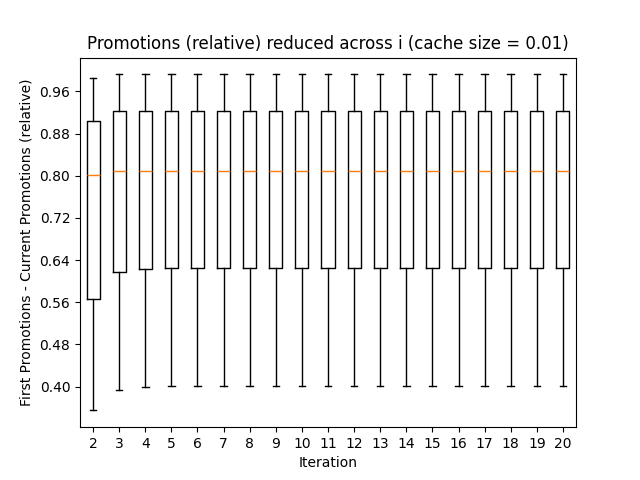 Promotions (relative) reduced across i (cache size = 0.01)
First Promotions - Current Promotions (relative)
0.96
0.88
0.80
0.72
0.64
0.56
0.48
0.40
2 3 4 5 6 7 8 9 10 11 12 13 14 15 16 17 18 19 20
Iteration